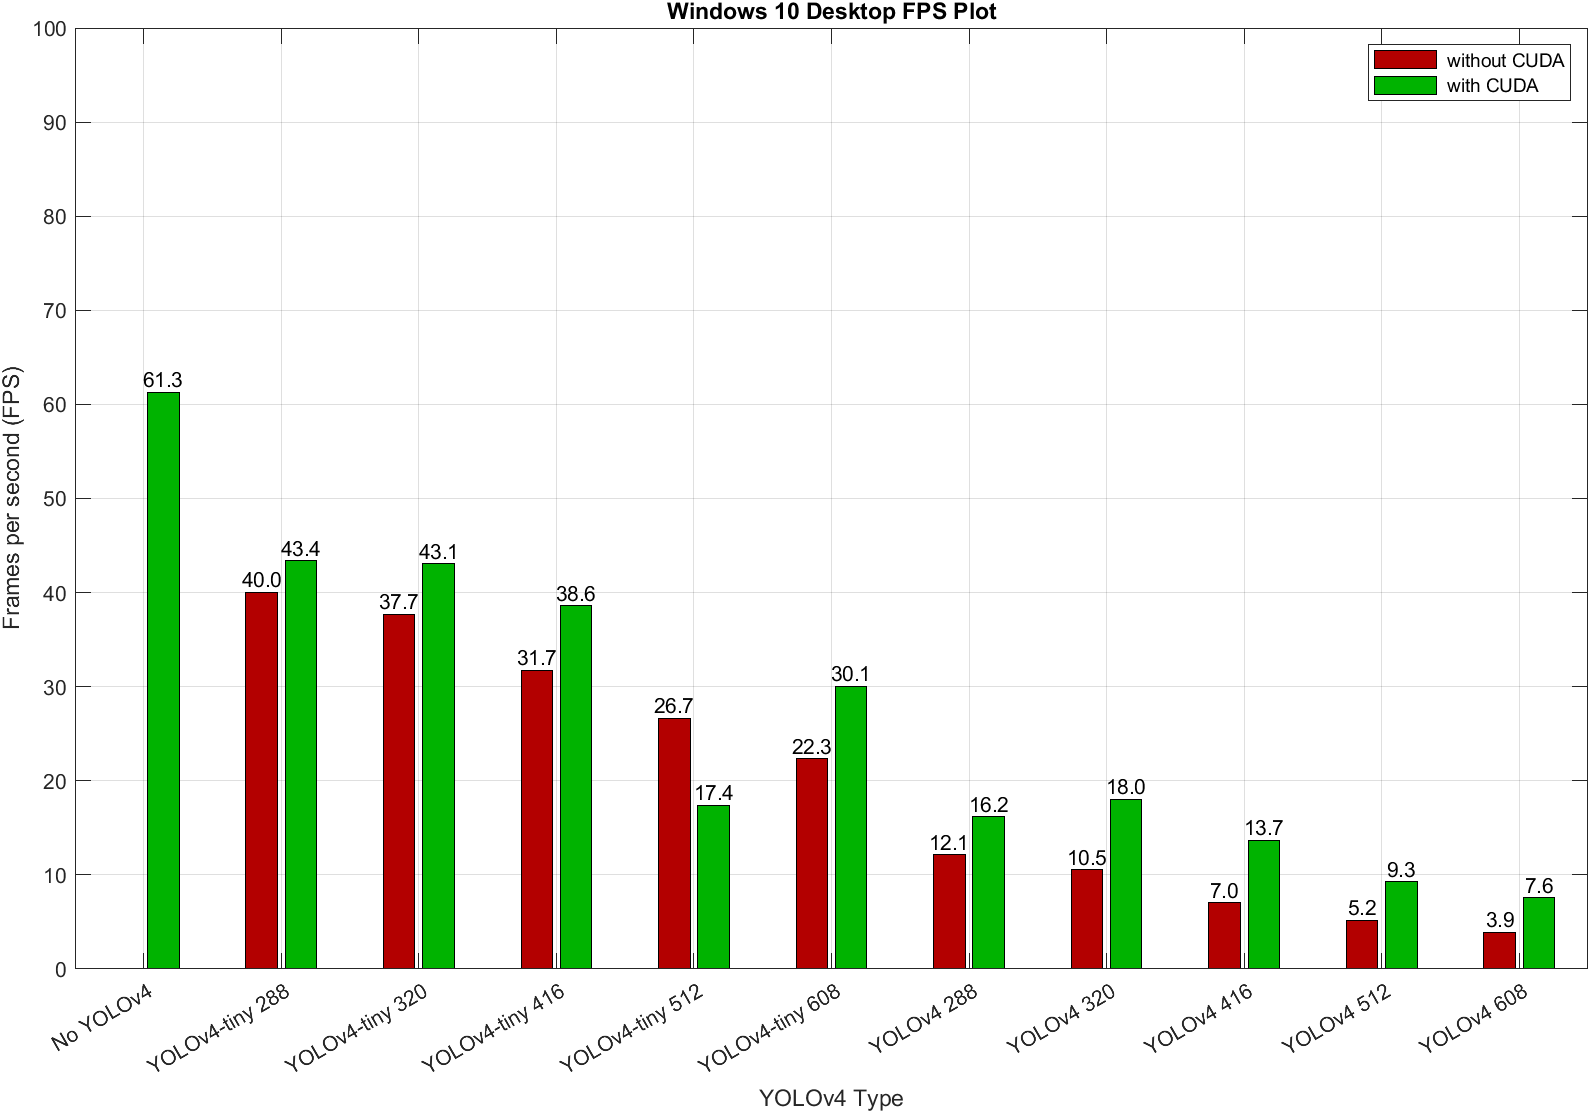 Windows 10 Desktop FPS Plot
without CUDA
with CUDA
Frames per second (FPS)
100
90
80
70
60
50
40
30
20
10
0
61.3
40.0
43.4
37.7
43.1
31.7
38.6
26.7
17.4
22.3
30.1
12.1
16.2
10.5
18.0
7.0
13.7
5.2
9.3
3.9
7.6
No YOLOv4
YOLOv4-tiny 288
YOLOv4-tiny 320
YOLOv4-tiny 416
YOLOv4-tiny 512
YOLOv4-tiny 608
YOLOv4 288
YOLOv4 320
YOLOv4 416
YOLOv4 512
YOLOv4 608
YOLOv4 Type